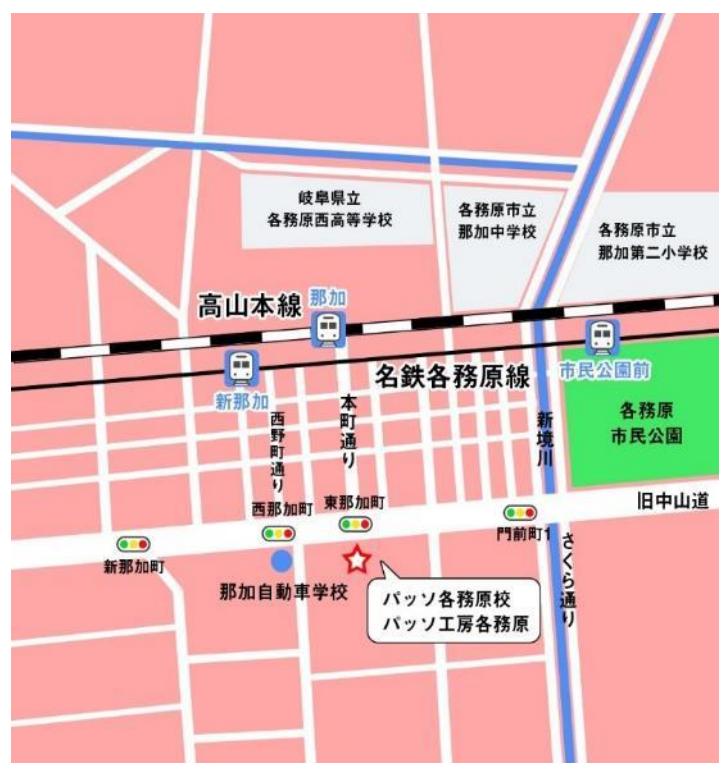 岐阜県立
各務原西高等学校
各務原市立
那加中学校
各務原市立
那加第二小学校
高山本線
那加
新那加
名鉄各務原線
市民公園前
各務原
市民公園
西野町通り
本町通り
新境川
旧中山道
西那加町
東那加町
門前町1
新那加町
那加自動車学校
さくら通り
パッソ各務原校
パッソ工房各務原